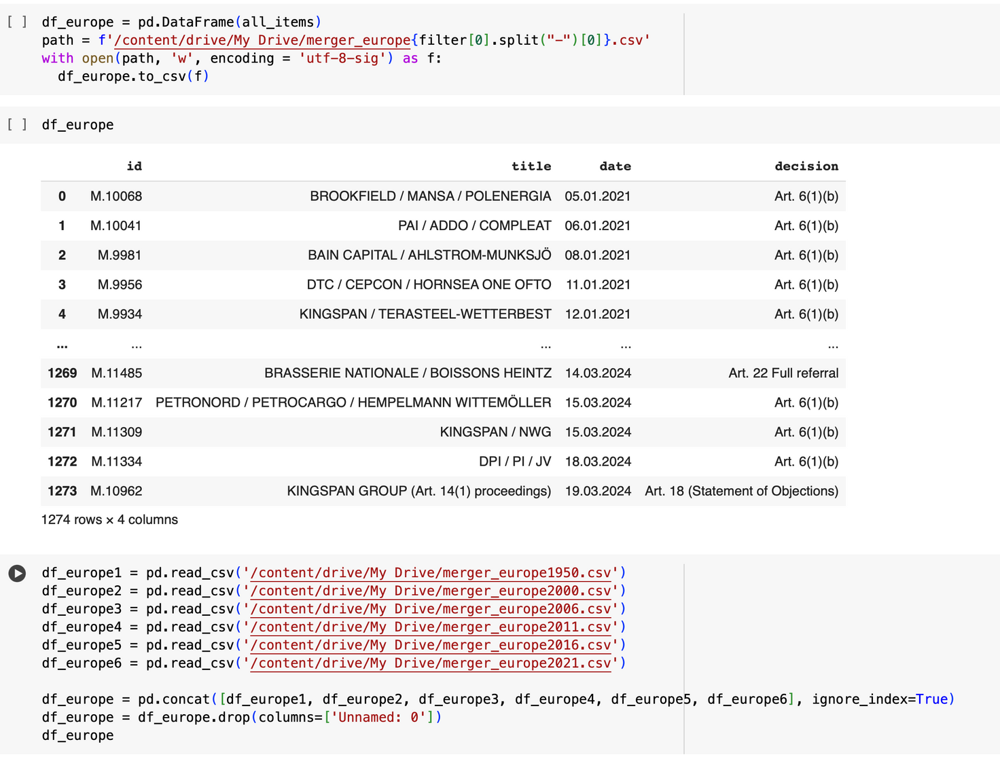 [ ] df_europe = pd.DataFrame(all_items)
path = f'/content/drive/My Drive/merger_europe{filter[0].split("-")[0]}.csv'
with open(path, 'w', encoding = 'utf-8-sig') as f:
  df_europe.to_csv(f)
[ ] df_europe
id title date decision
0 M.10068 BROOKFIELD / MANSA / POLENERGIA 05.01.2021 Art. 6(1)(b)
1 M.10041 PAI / ADDO / COMPLEAT 06.01.2021 Art. 6(1)(b)
2 M.9981 BAIN CAPITAL / AHLSTROM-MUNKSJÖ 08.01.2021 Art. 6(1)(b)
3 M.9956 DTC / CEPCON / HORNSEA ONE OFTO 11.01.2021 Art. 6(1)(b)
4 M.9934 KINGSPAN / TERASTEEL-WETTERBEST 12.01.2021 Art. 6(1)(b)
... ... ... ... ...
1269 M.11485 BRASSERIE NATIONALE / BOISSONS HEINTZ 14.03.2024 Art. 22 Full referral
1270 M.11217 PETRONORD / PETROCARGO / HEMPELMANN WITTEMÖLLER 15.03.2024 Art. 6(1)(b)
1271 M.11309 KINGSPAN / NWG 15.03.2024 Art. 6(1)(b)
1272 M.11334 DPI / PI / JV 18.03.2024 Art. 6(1)(b)
1273 M.10962 KINGSPAN GROUP (Art. 14(1) proceedings) 19.03.2024 Art. 18 (Statement of Objections)
1274 rows × 4 columns
df_europe1 = pd.read_csv('/content/drive/My Drive/merger_europe1950.csv')
df_europe2 = pd.read_csv('/content/drive/My Drive/merger_europe2000.csv')
df_europe3 = pd.read_csv('/content/drive/My Drive/merger_europe2006.csv')
df_europe4 = pd.read_csv('/content/drive/My Drive/merger_europe2011.csv')
df_europe5 = pd.read_csv('/content/drive/My Drive/merger_europe2016.csv')
df_europe6 = pd.read_csv('/content/drive/My Drive/merger_europe2021.csv')
df_europe = pd.concat([df_europe1, df_europe2, df_europe3, df_europe4, df_europe5, df_europe6], ignore_index=True)
df_europe = df_europe.drop(columns=['Unnamed: 0'])
df_europe